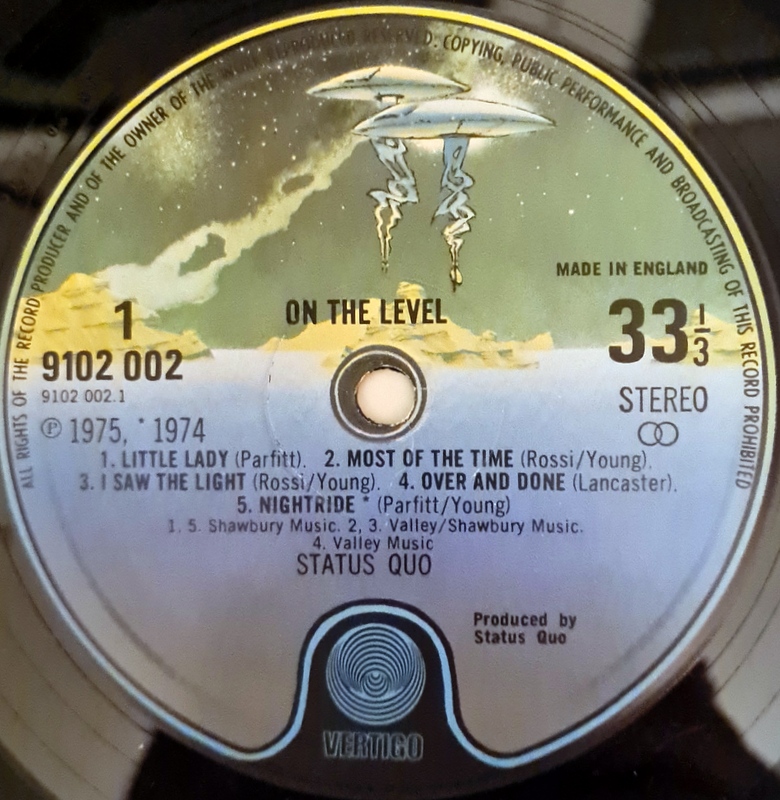 ALL RIGHTS OF THE RECORD PRODUCER AND OF THE OWNER OF THE WORK REPRODUCED RESERVED. COPYING, PUBLIC PERFORMANCE AND BROADCASTING OF THIS RECORD PROHIBITED
MADE IN ENGLAND
ON THE LEVEL
1
9102 002
9102 002.1
℗ 1975, * 1974
33 1/3
STEREO
1. LITTLE LADY (Parfitt). 2. MOST OF THE TIME (Rossi/Young).
3. I SAW THE LIGHT (Rossi/Young). 4. OVER AND DONE (Lancaster).
5. NIGHTRIDE * (Parfitt/Young)
1, 5. Shawbury Music. 2, 3. Valley/Shawbury Music.
4. Valley Music
STATUS QUO
Produced by
Status Quo
VERTIGO